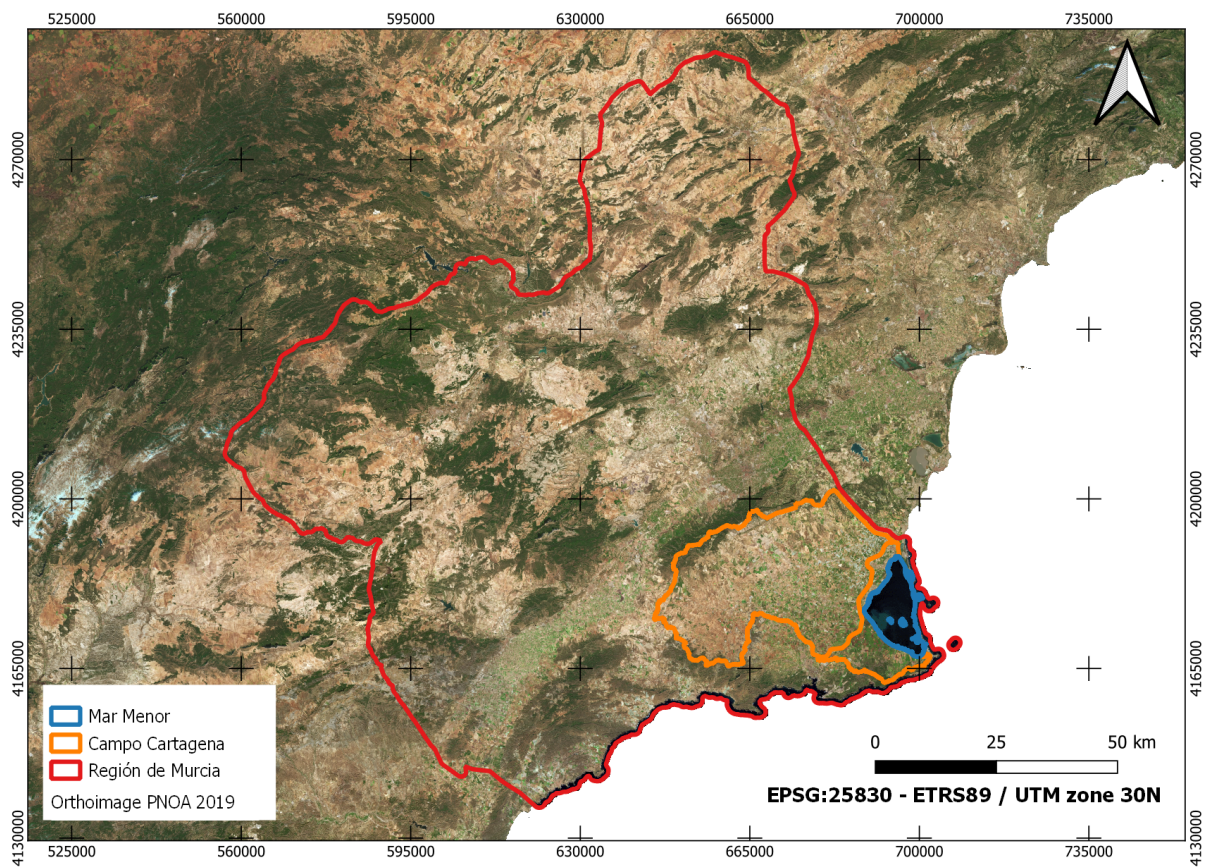 525000 560000 595000 630000 665000 700000 735000
4270000 4270000
4235000 4235000
4200000 4200000
4165000 4165000
4130000 4130000
Mar Menor
Campo Cartagena
Región de Murcia
Orthoimage PNOA 2019
0 25 50 km
EPSG:25830 - ETRS89 / UTM zone 30N
525000 560000 595000 630000 665000 700000 735000